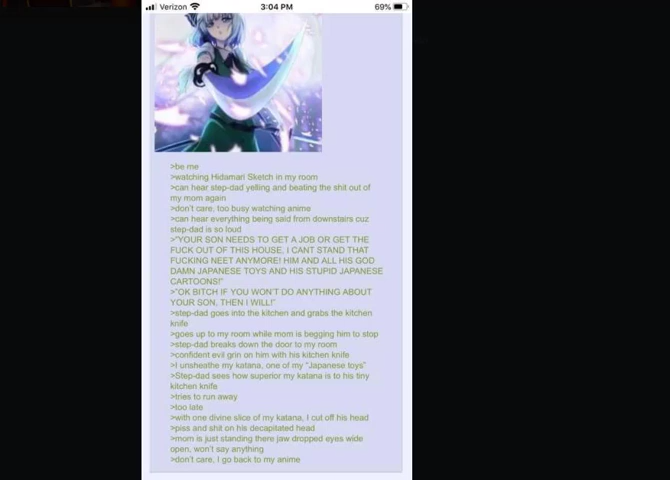 Verizon 3:04 PM 69%
>be me
>watching Hidamari Sketch in my room
>can hear step-dad yelling and beating the shit out of
my mom again
>don't care, too busy watching anime
>can hear everything being said from downstairs cuz
step-dad is so loud
>"YOUR SON NEEDS TO GET A JOB OR GET THE
FUCK OUT OF THIS HOUSE, I CANT STAND THAT
FUCKING NEET ANYMORE! HIM AND ALL HIS GOD
DAMN JAPANESE TOYS AND HIS STUPID JAPANESE
CARTOONS!"
>"OK BITCH IF YOU WON'T DO ANYTHING ABOUT
YOUR SON, THEN I WILL!"
>step-dad goes into the kitchen and grabs the kitchen
knife
>goes up to my room while mom is begging him to stop
>step-dad breaks down the door to my room
>confident evil grin on him with his kitchen knife
>I unsheathe my katana, one of my "Japanese toys"
>Step-dad sees how superior my katana is to his tiny
kitchen knife
>tries to run away
>too late
>with one divine slice of my katana, I cut off his head
>piss and shit on his decapitated head
>mom is just standing there jaw dropped eyes wide
open, won't say anything
>don't care, I go back to my anime